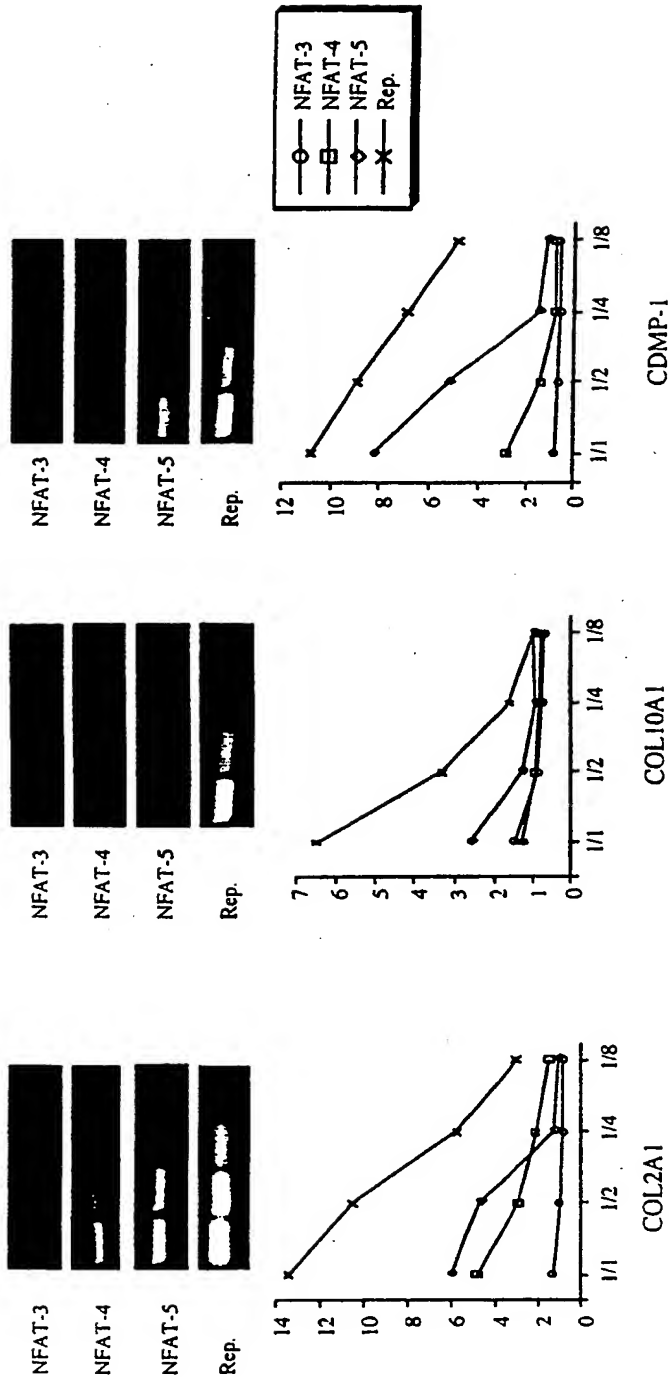 NFAT-3
NFAT-4
NFAT-5
Rep.
14
12
10
8
6
4
2
0
1/1
1/2
1/4
1/8
COL2A1
NFAT-3
NFAT-4
NFAT-5
Rep.
7
6
5
4
3
2
1
0
1/1
1/2
1/4
1/8
COL10A1
NFAT-3
NFAT-4
NFAT-5
Rep.
12
10
8
6
4
2
0
1/1
1/2
1/4
1/8
CDMP-1
NFAT-3
NFAT-4
NFAT-5
Rep.